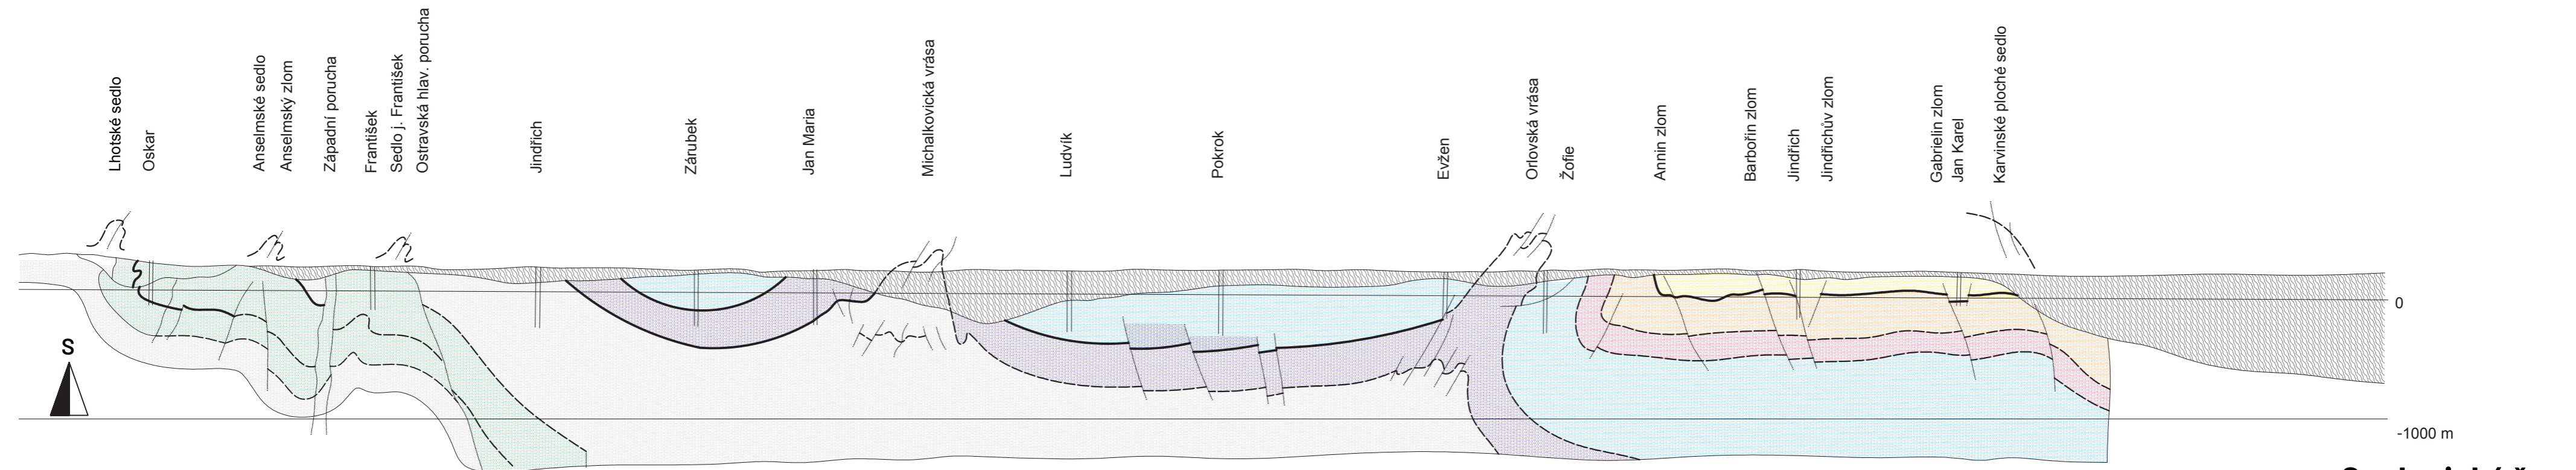 Lhotské sedlo
Oskar
Anselmské sedlo
Anselmský zlom
Západní porucha
František
Sedlo j. František
Ostravská hlav. porucha
Jindřich
Zárubek
Jan Maria
Michalkovická vrása
Ludvík
Pokrok
Evžen
Orlovská vrása
Žofie
Annin zlom
Barbořin zlom
Jindřich
Jindřichův zlom
Gabrielin zlom
Jan Karel
Karvinské ploché sedlo
0
S
-1000 m